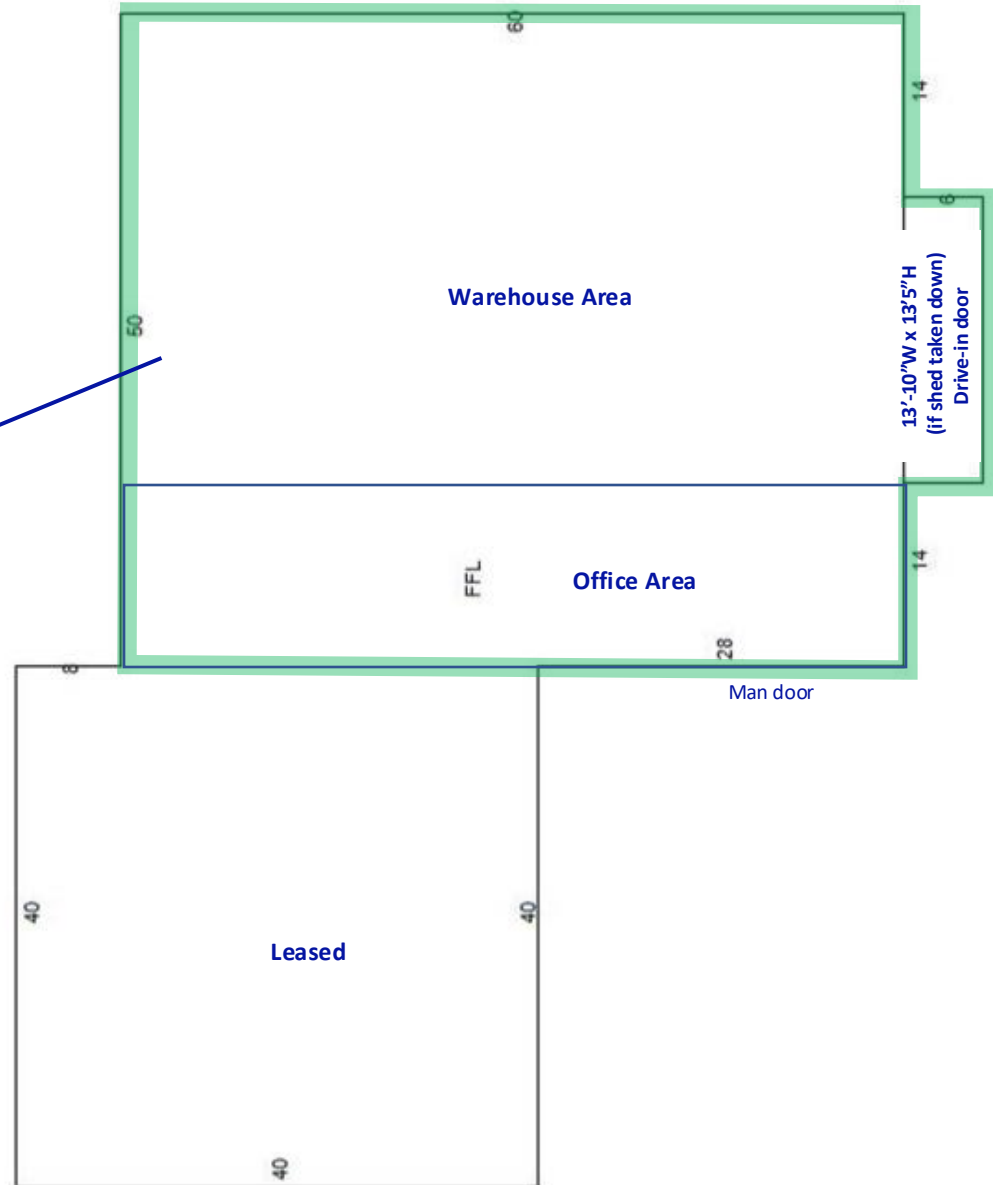 60
14
6
Warehouse Area
13'-10"W x 13'5"H
(if shed taken down)
Drive-in door
50
FFL
Office Area
14
28
8
Man door
40
40
Leased
40